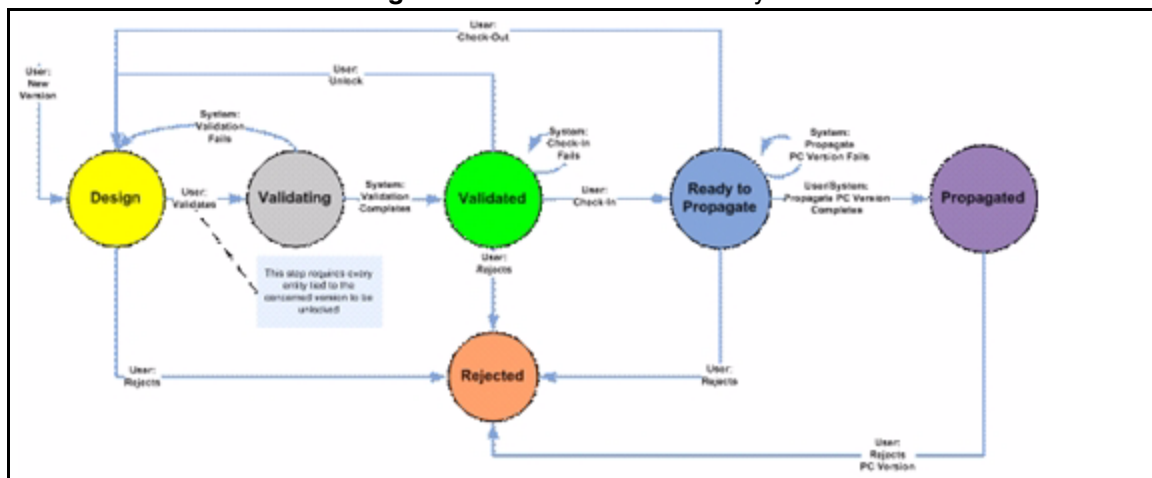 User:
Check-Out
User:
Unlock
User:
New
Version
System:
Validation
Fails
System:
Check-In
Fails
System:
Propagate
PC Version Fails
Design
User:
Validates
Validating
System:
Validation
Completes
Validated
User:
Check-In
Ready to
Propagate
User/System:
Propagate PC Version
Completes
Propagated
User:
Rejects
This step requires every
entity tied to the
concerned version to be
unlocked
User:
Rejects
Rejected
User:
Rejects
User:
Rejects
PC Version